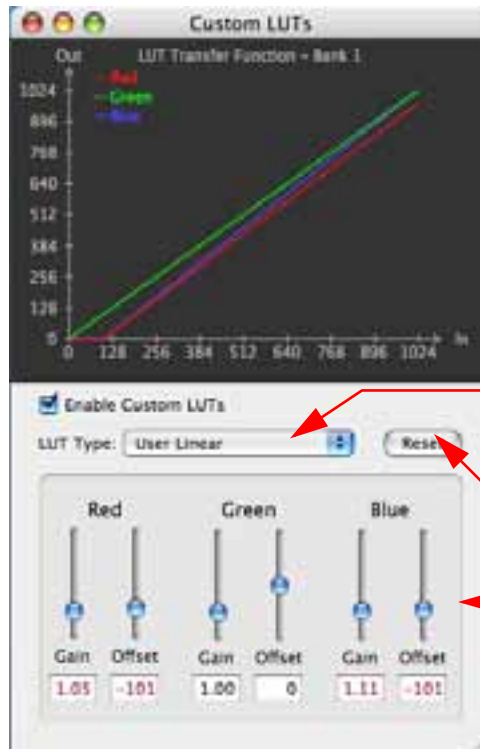 Custom LUTs
Out LUT Transfer Function - Bank 1
Red
1024
Green
896
Blue
768
640
512
384
256
128
0
0 128 256 384 512 640 768 896 1024 In
Enable Custom LUTs
LUT Type: User Linear Reset
Red Green Blue
Gain Offset Gain Offset Gain Offset
1.05 -101 1.00 0 1.11 -101